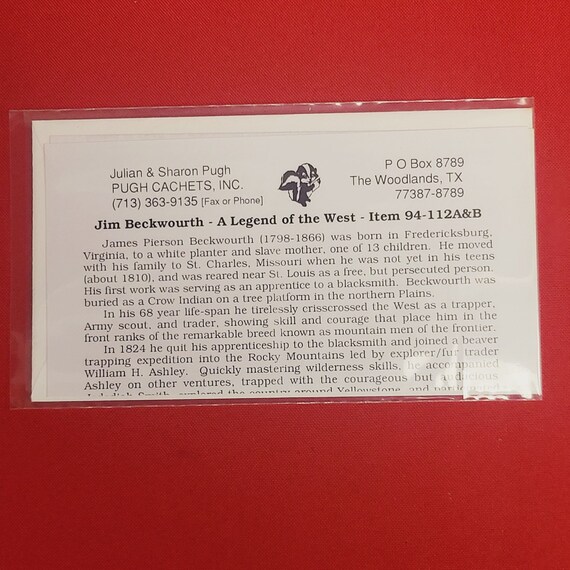 Julian & Sharon Pugh
PUGH CACHETS, INC.
(713) 363-9135 [Fax or Phone]
P O Box 8789
The Woodlands, TX
77387-8789
Jim Beckwourth - A Legend of the West - Item 94-112A&B
James Pierson Beckwourth (1798-1866) was born in Fredericksburg,
Virginia, to a white planter and slave mother, one of 13 children. He moved
with his family to St. Charles, Missouri when he was not yet in his teens
(about 1810), and was reared near St. Louis as a free, but persecuted person.
His first work was serving as an apprentice to a blacksmith. Beckwourth was
buried as a Crow Indian on a tree platform in the northern Plains.
In his 68 year life-span he tirelessly crisscrossed the West as a trapper,
Army scout, and trader, showing skill and courage that place him in the
front ranks of the remarkable breed known as mountain men of the frontier.
In 1824 he quit his apprenticeship to the blacksmith and joined a beaver
trapping expedition into the Rocky Mountains led by explorer/fur trader
William H. Ashley. Quickly mastering wilderness skills, he accompanied
Ashley on other ventures, trapped with the courageous but audacious
Jedediah Smith, explored the country around Yellowstone, and